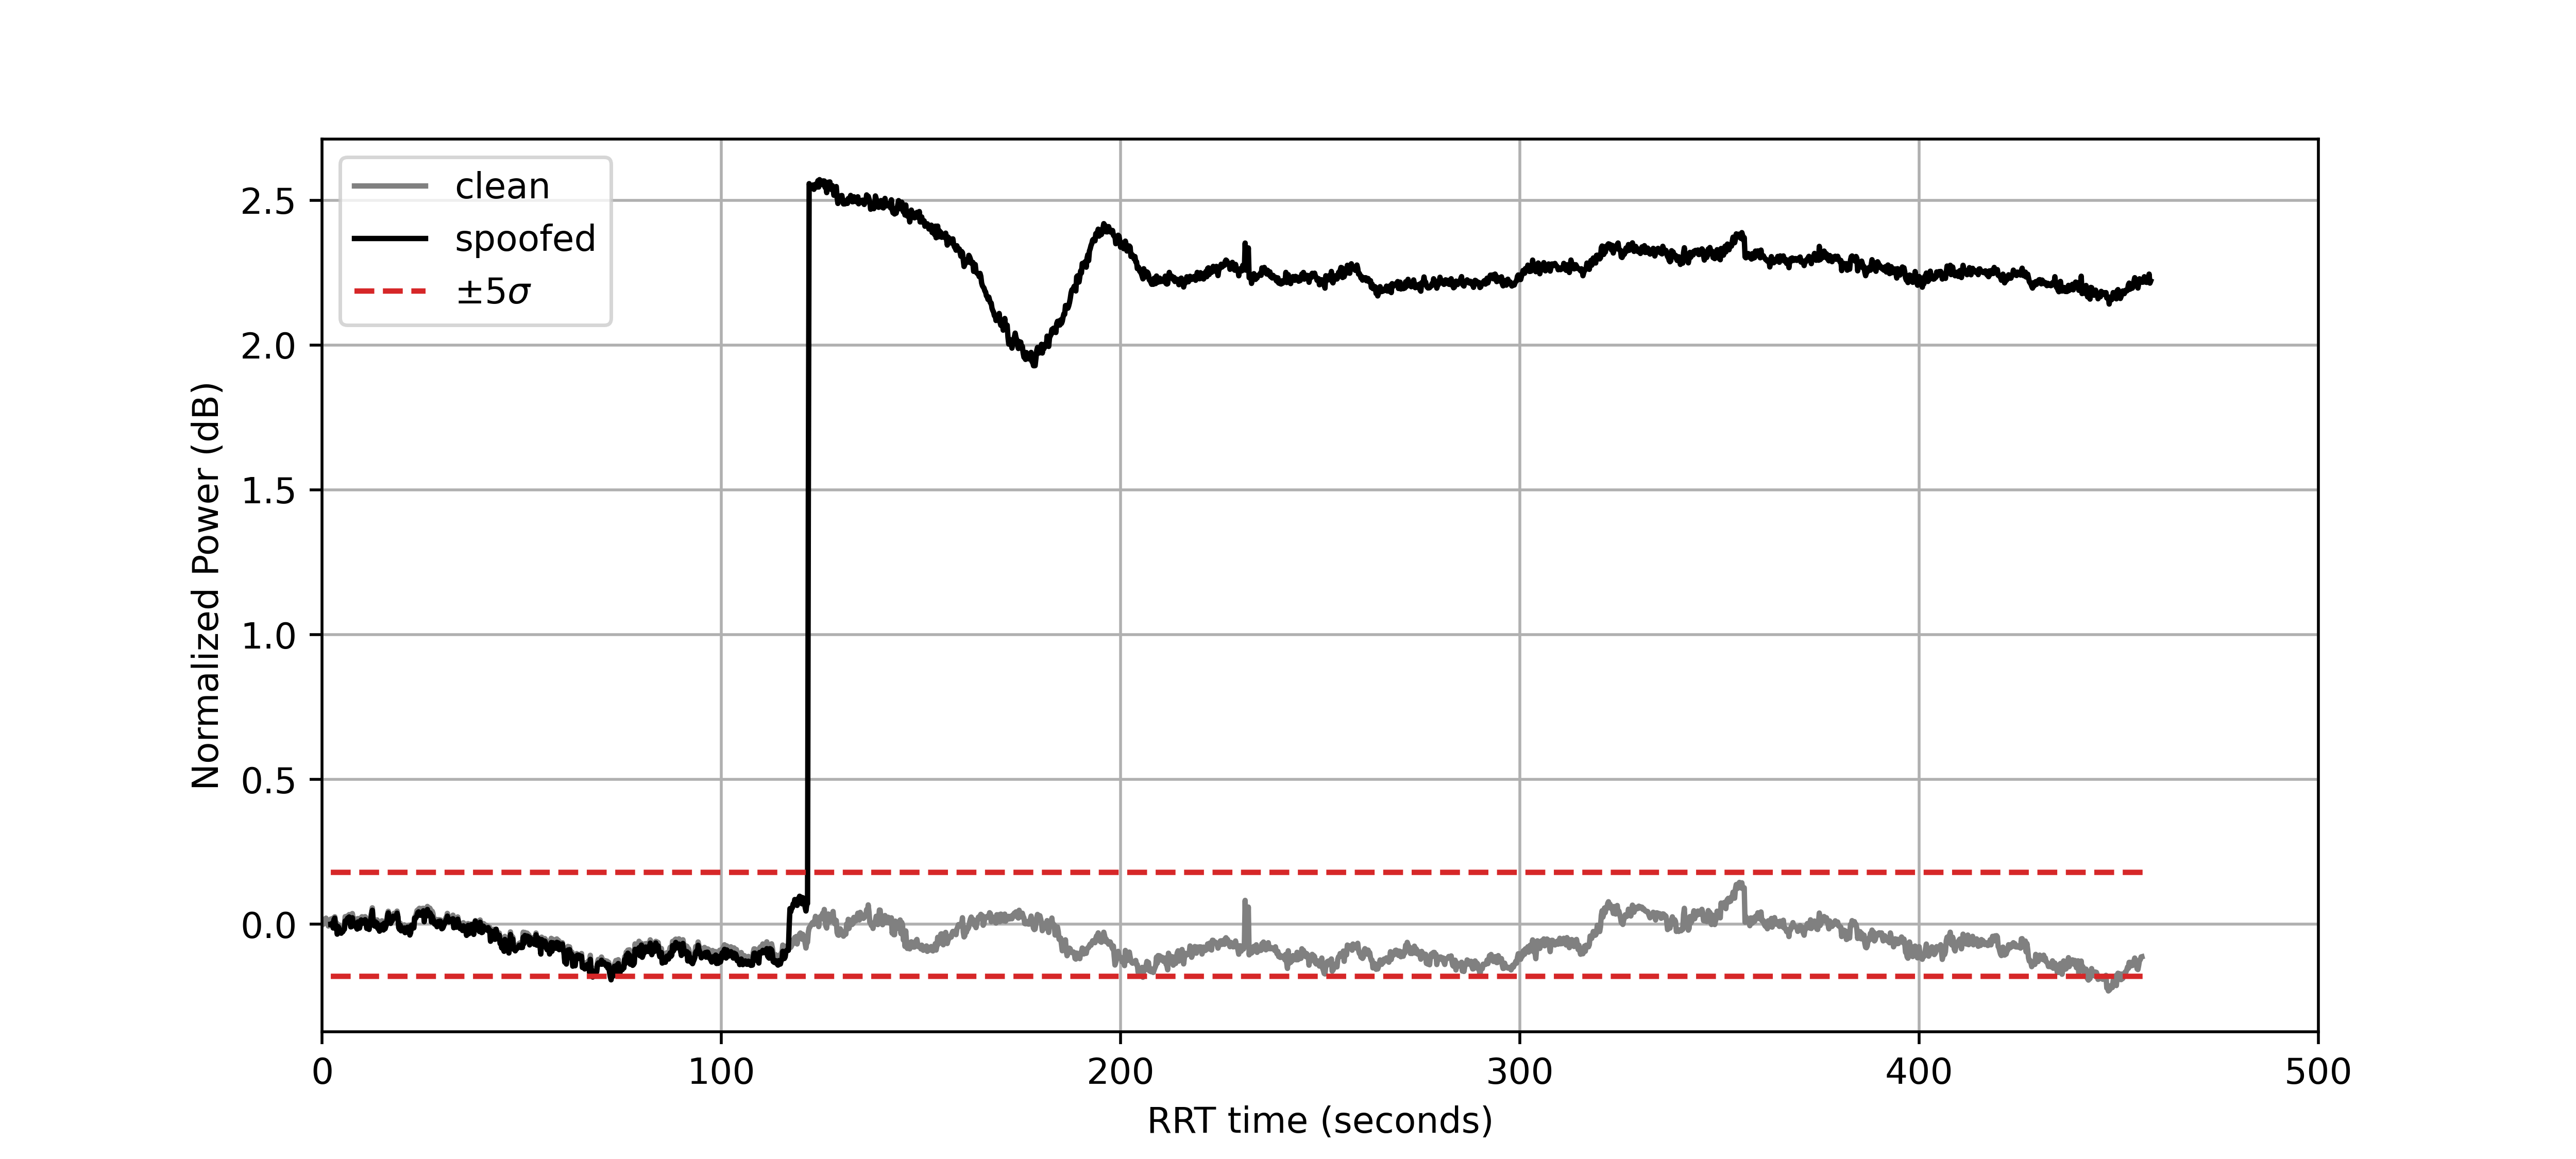 clean
spoofed
±5σ
2.5
2.0
1.5
1.0
0.5
0.0
Normalized Power (dB)
0 100 200 300 400 500
RRT time (seconds)